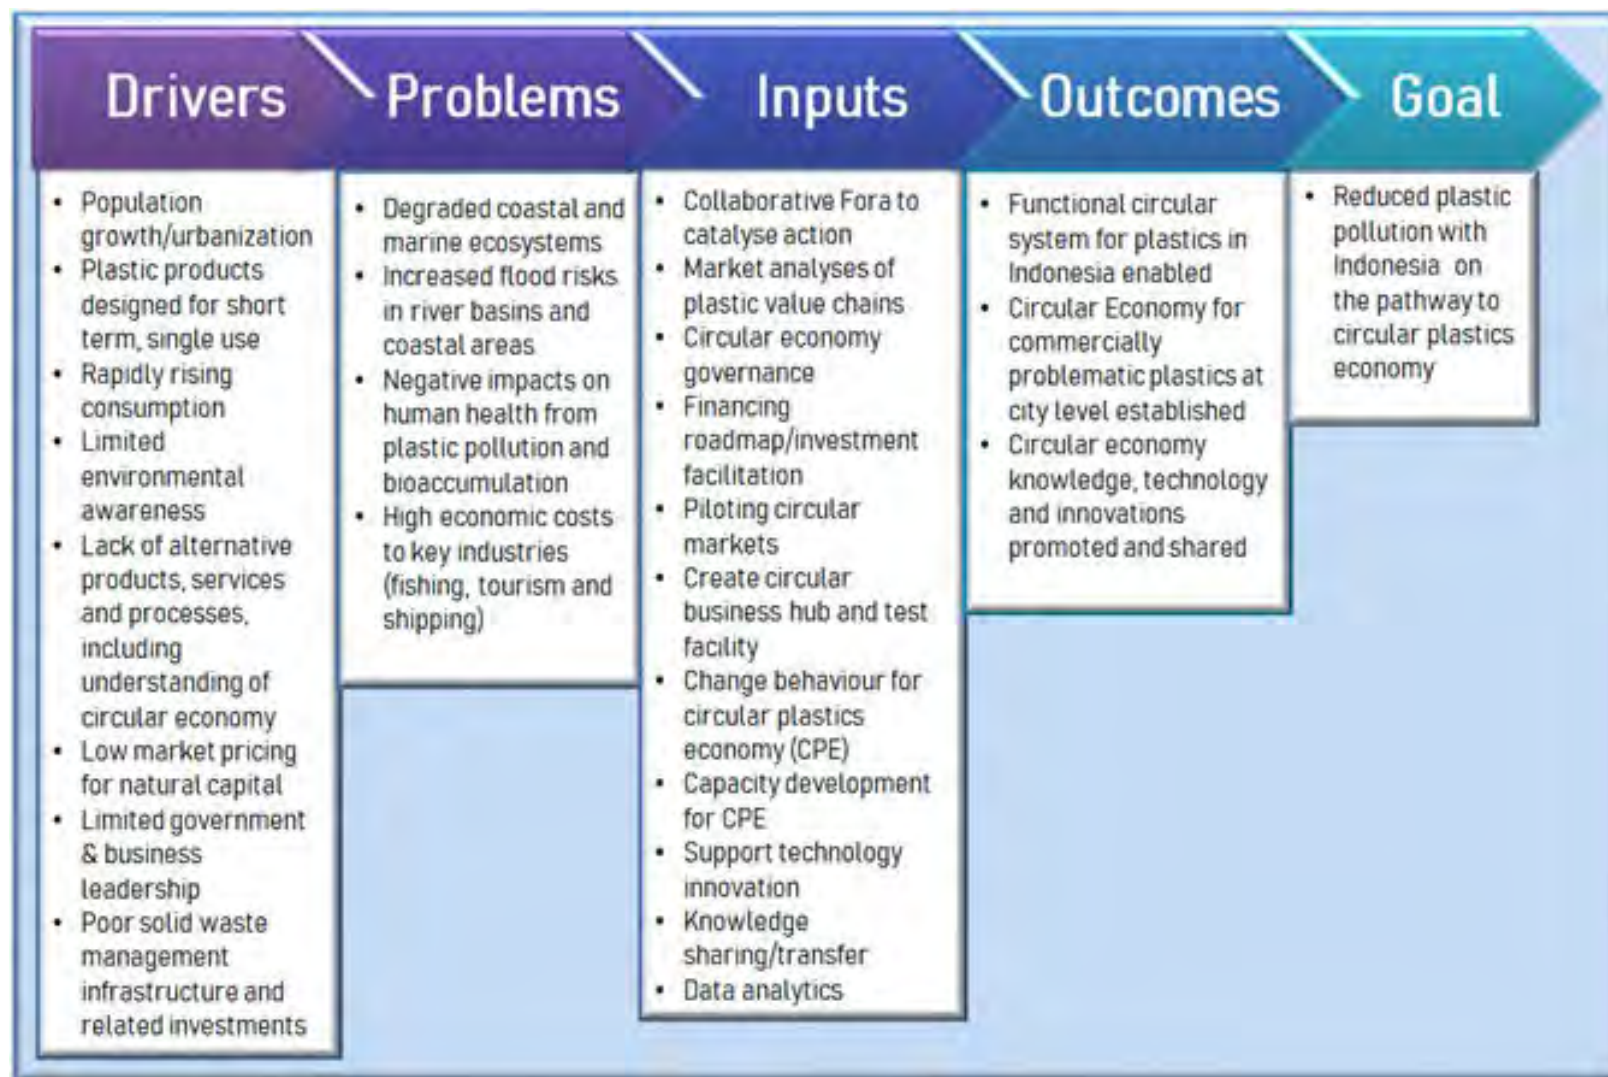 Drivers
Problems
Inputs
Outcomes
Goal
• Population
growth/urbanization
• Plastic products
designed for short
term, single use
• Rapidly rising
consumption
• Limited
environmental
awareness
• Lack of alternative
products, services
and processes,
including
understanding of
circular economy
• Low market pricing
for natural capital
• Limited government
& business
leadership
• Poor solid waste
management
infrastructure and
related investments
• Degraded coastal and
marine ecosystems
• Increased flood risks
in river basins and
coastal areas
• Negative impacts on
human health from
plastic pollution and
bioaccumulation
• High economic costs
to key industries
(fishing, tourism and
shipping)
• Collaborative Fora to
catalyse action
• Market analyses of
plastic value chains
• Circular economy
governance
• Financing
roadmap/investment
facilitation
• Piloting circular
markets
• Create circular
business hub and test
facility
• Change behaviour for
circular plastics
economy (CPE)
• Capacity development
for CPE
• Support technology
innovation
• Knowledge
sharing/transfer
• Data analytics
• Functional circular
system for plastics in
Indonesia enabled
• Circular Economy for
commercially
problematic plastics at
city level established
• Circular economy
knowledge, technology
and innovations
promoted and shared
• Reduced plastic
pollution with
Indonesia on
the pathway to
circular plastics
economy